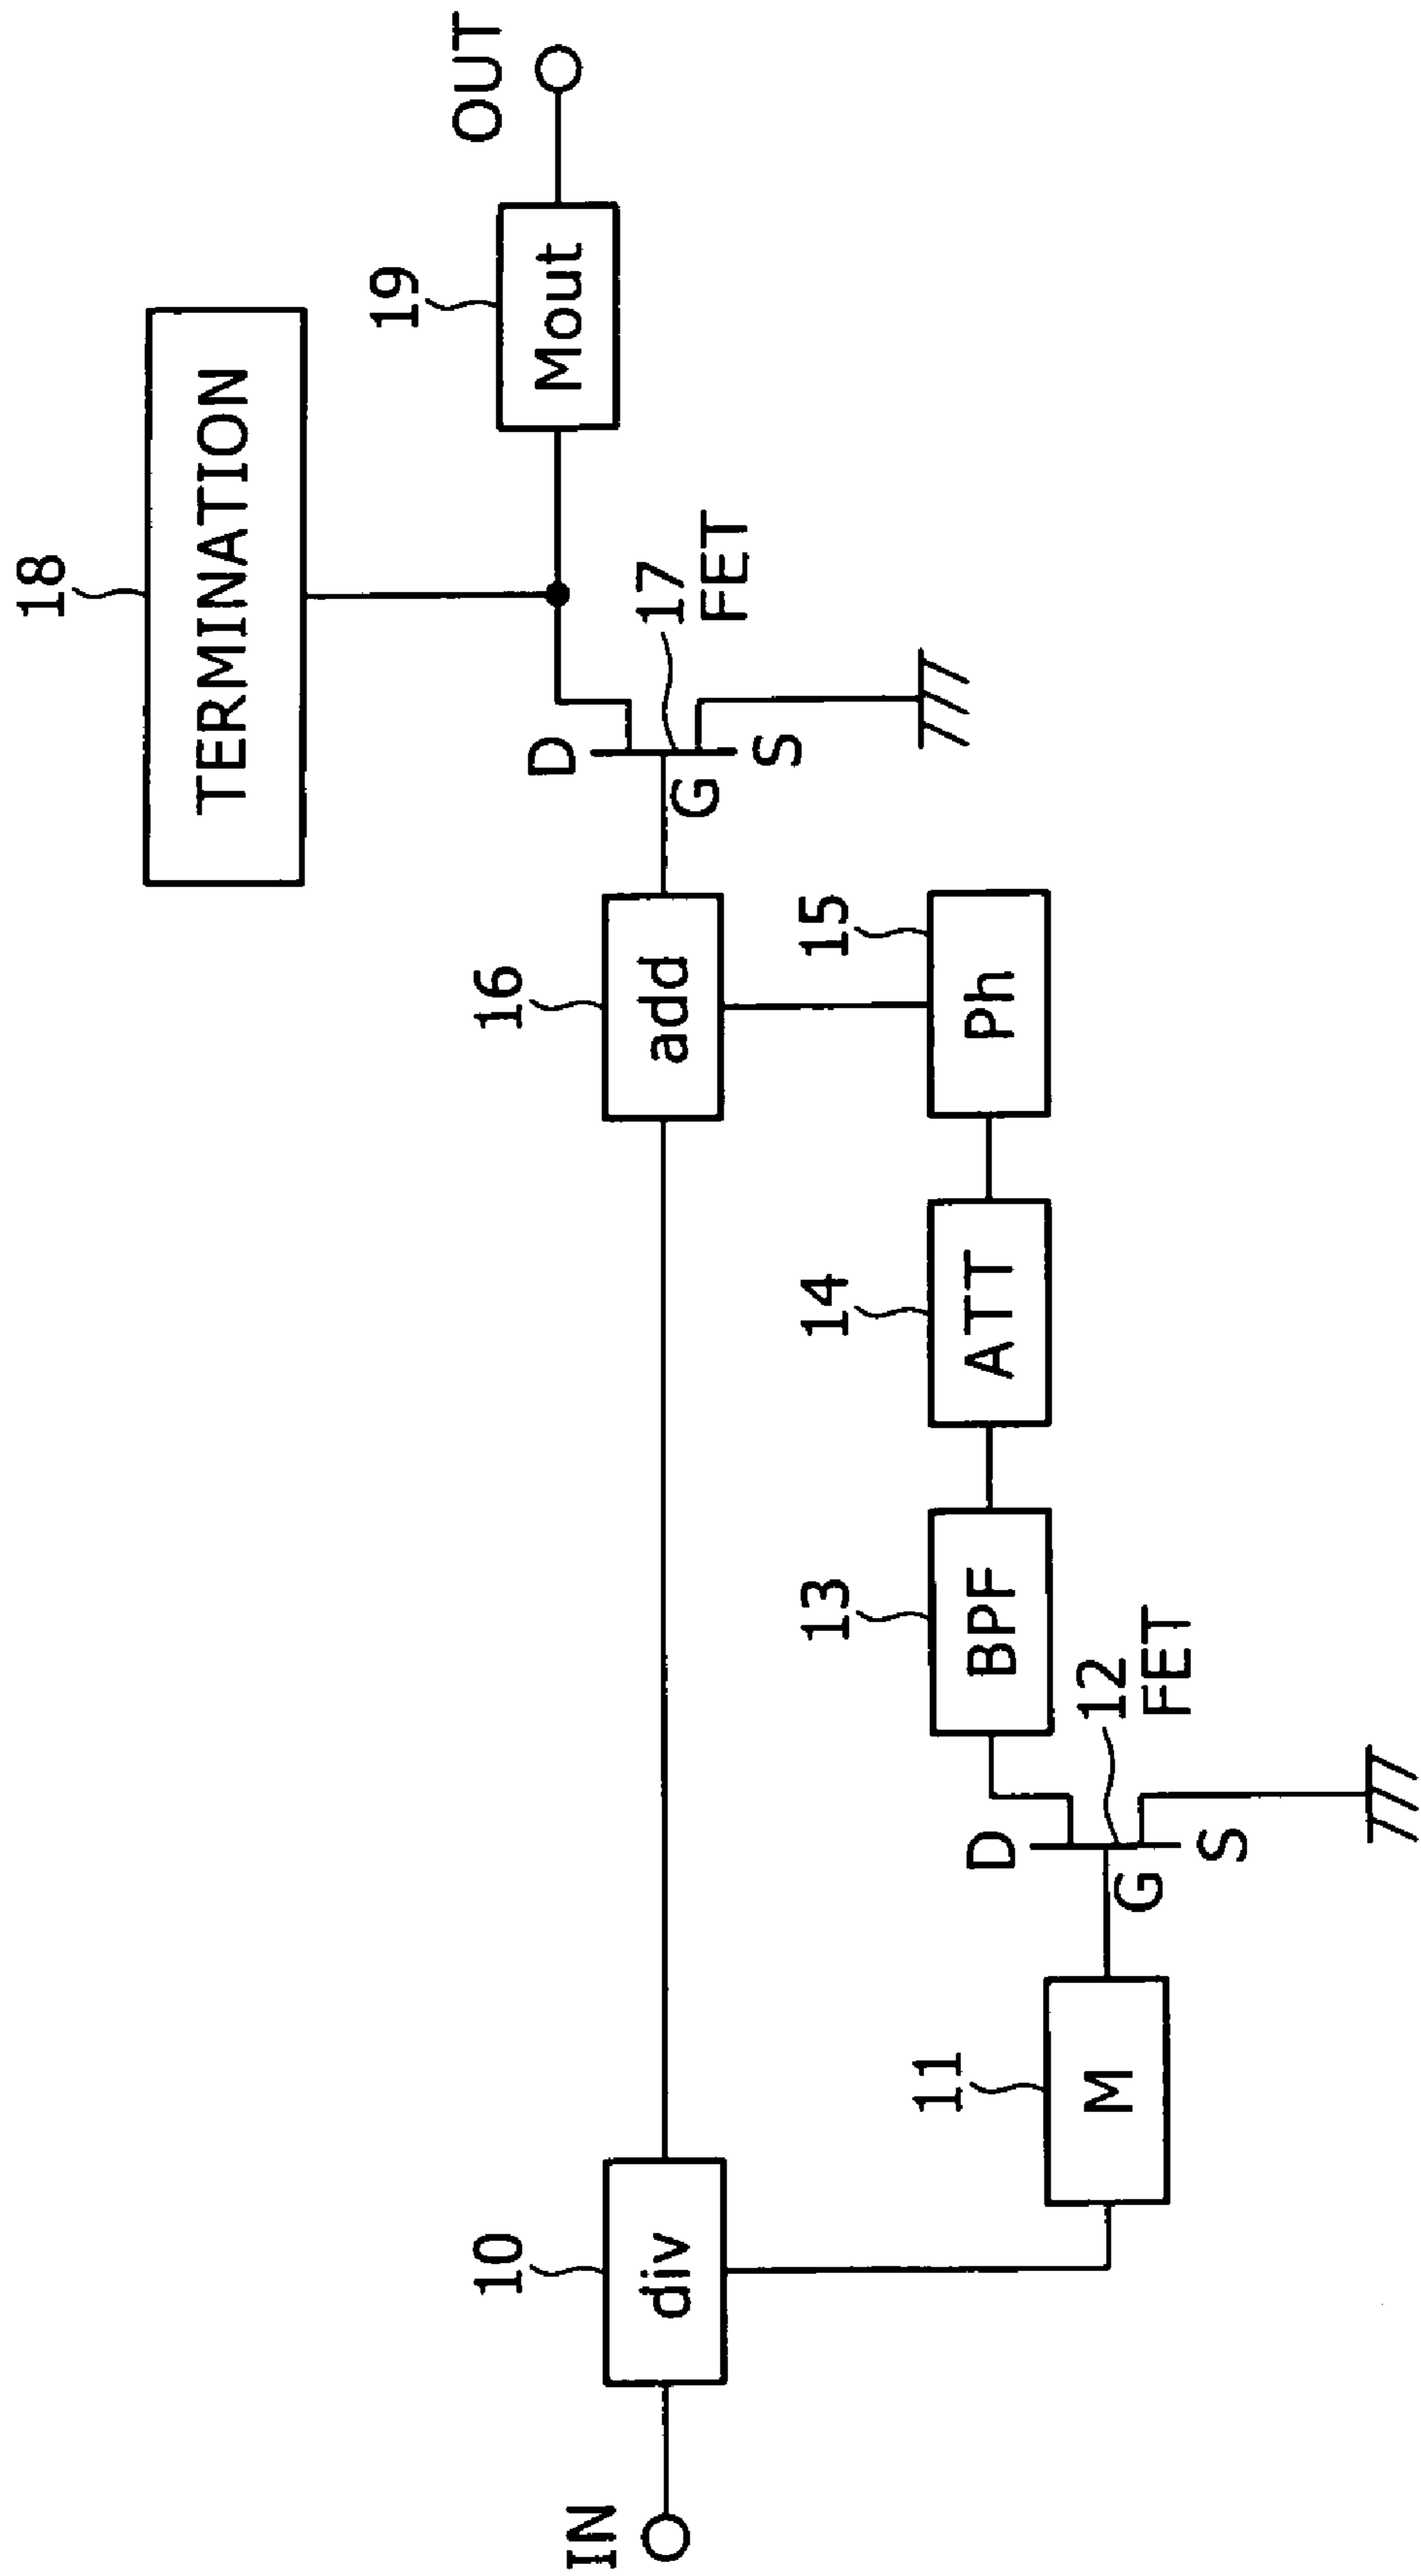 18
TERMINATION
OUT
19
Mout
17
FET
D
G
S
16
add
15
Ph
14
ATT
13
BPF
12
FET
D
G
S
11
M
10
div
IN